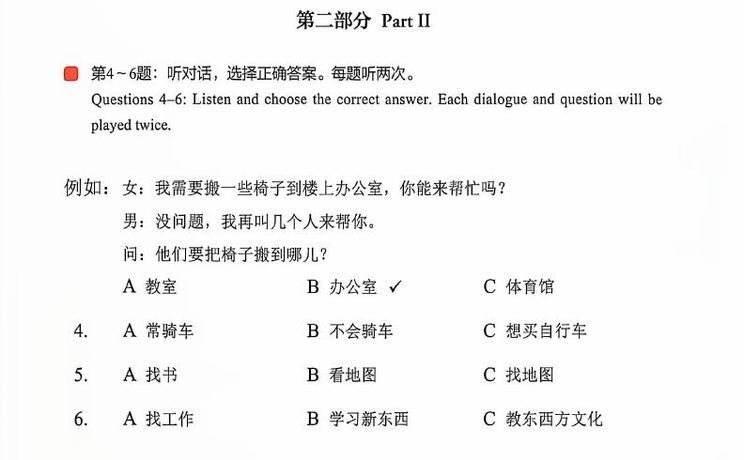 第二部分 Part II
第4～6题：听对话，选择正确答案。每题听两次。
Questions 4–6: Listen and choose the correct answer. Each dialogue and question will be
played twice.
例如：女：我需要搬一些椅子到楼上办公室，你能来帮忙吗？
男：没问题，我再叫几个人来帮你。
问：他们要把椅子搬到哪儿？
A 教室 B 办公室 ✓ C 体育馆
4. A 常骑车 B 不会骑车 C 想买自行车
5. A 找书 B 看地图 C 找地图
6. A 找工作 B 学习新东西 C 教东西方文化